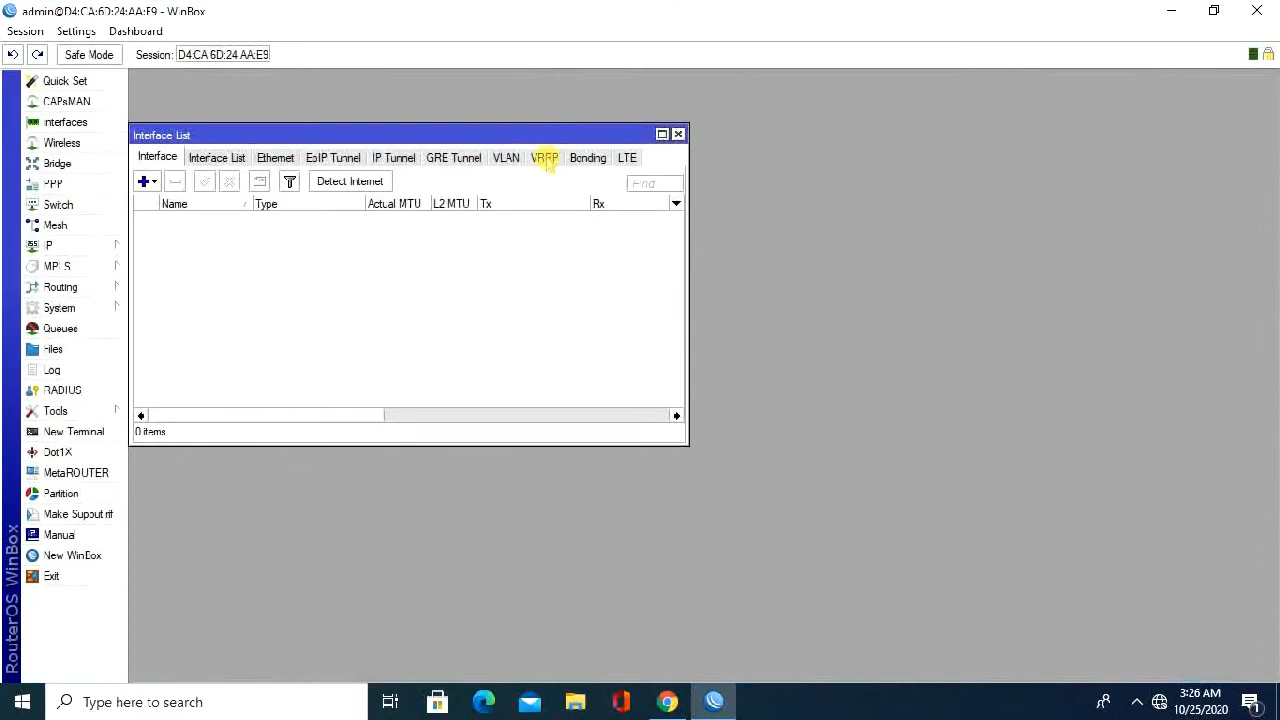 admin@D4:CA:6D:24:AA:E9 - WinBox
Session Settings Dashboard
Safe Mode Session: D4:CA:6D:24:AA:E9
Quick Set
CAPsMAN
Interfaces
Wireless
Bridge
PPP
Switch
Mesh
IP
MPLS
Routing
System
Queues
Files
Log
RADIUS
Tools
New Terminal
Dot1X
MetaROUTER
Partition
Make Supout.rif
Manual
New WinBox
Exit
RouterOS WinBox
Interface List
Interface Interface List Ethernet EoIP Tunnel IP Tunnel GRE Tunnel VLAN VRRP Bonding LTE
Detect Internet Find
Name Type Actual MTU L2 MTU Tx Rx
0 items
Type here to search
3:26 AM
10/25/2020
1